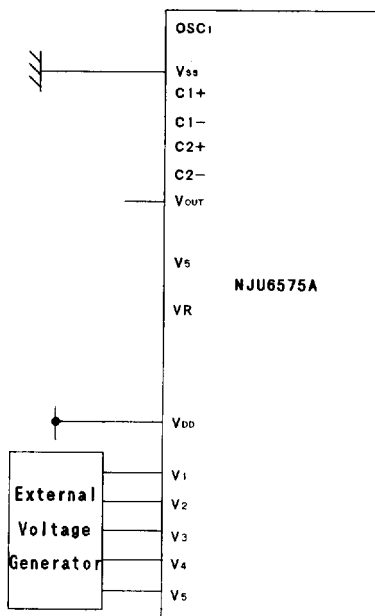 OSC1
VSS
C1+
C1-
C2+
C2-
VOUT
V5
NJU6575A
VR
VDD
V1
External
V2
Voltage
V3
Generator
V4
V5